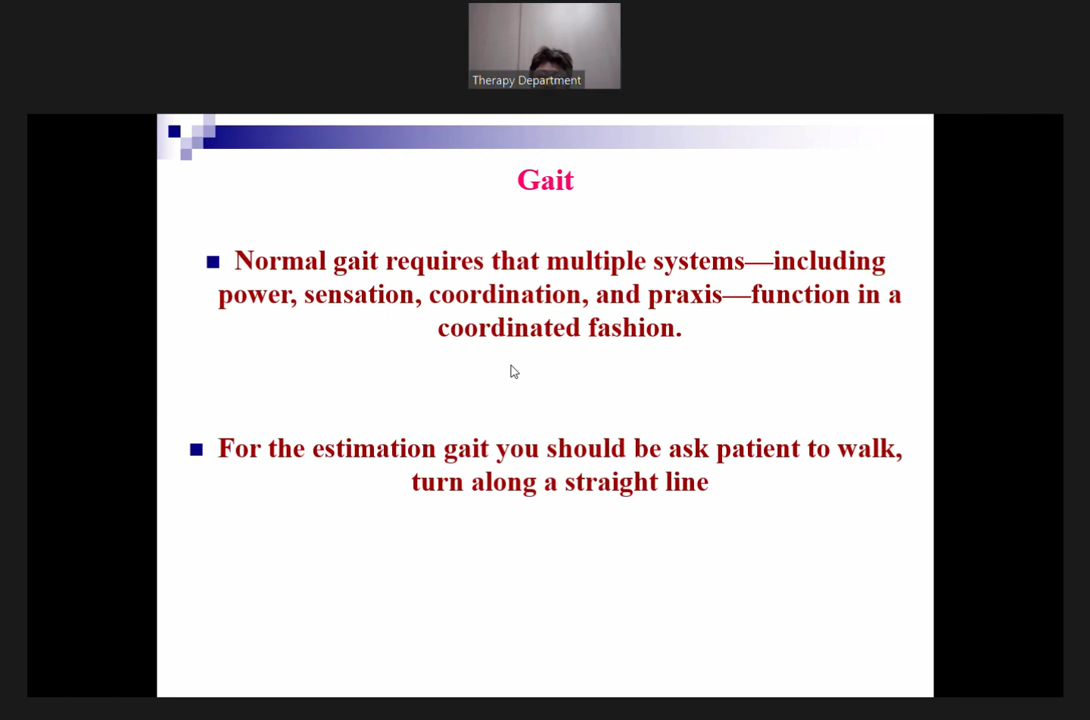 Therapy Department
Gait
Normal gait requires that multiple systems—including
power, sensation, coordination, and praxis—function in a
coordinated fashion.
For the estimation gait you should be ask patient to walk,
turn along a straight line